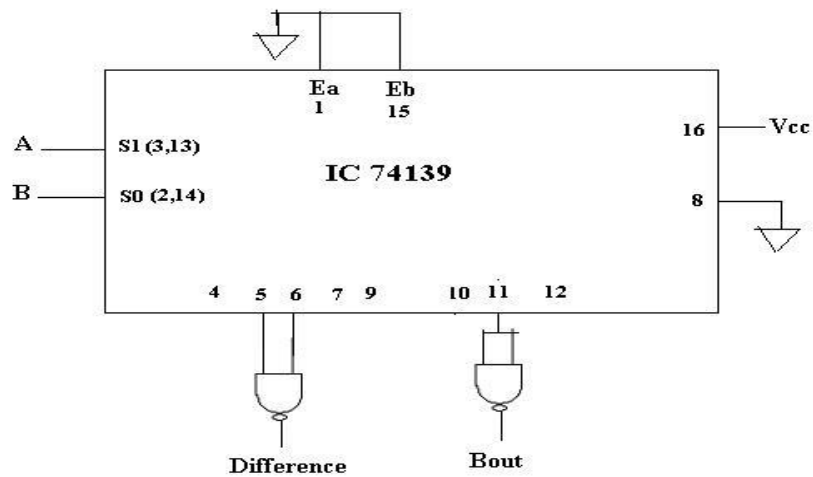 Ea Eb
1 15
16 Vcc
A S1 (3,13)
IC 74139
B S0 (2,14)
8
4 5 6 7 9 10 11 12
Difference Bout